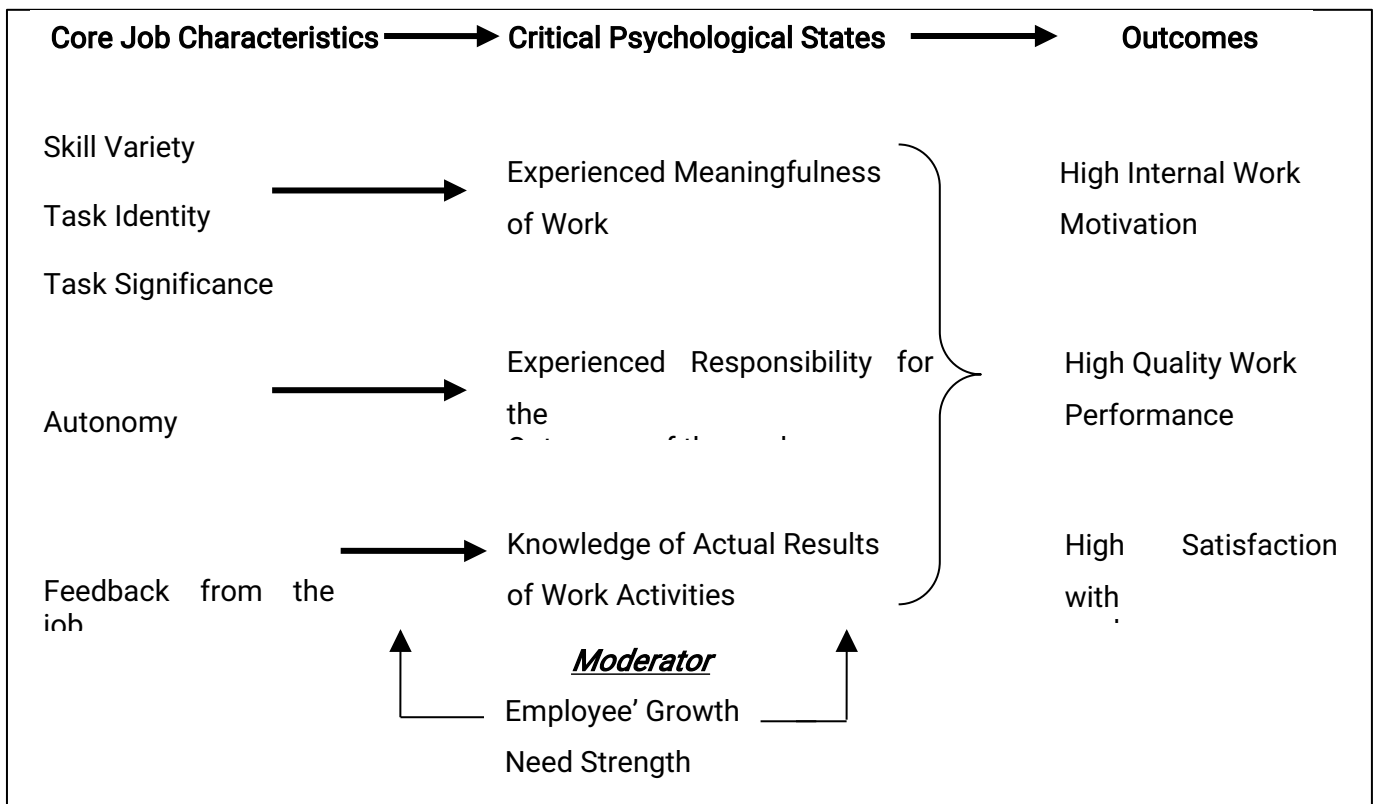 Core Job Characteristics Critical Psychological States Outcomes
Skill Variety
Task Identity
Task Significance
Experienced Meaningfulness
of Work
High Internal Work
Motivation
Autonomy
Experienced Responsibility for
the
High Quality Work
Performance
Feedback from the
job
Knowledge of Actual Results
of Work Activities
High Satisfaction
with
Moderator
Employee’ Growth
Need Strength